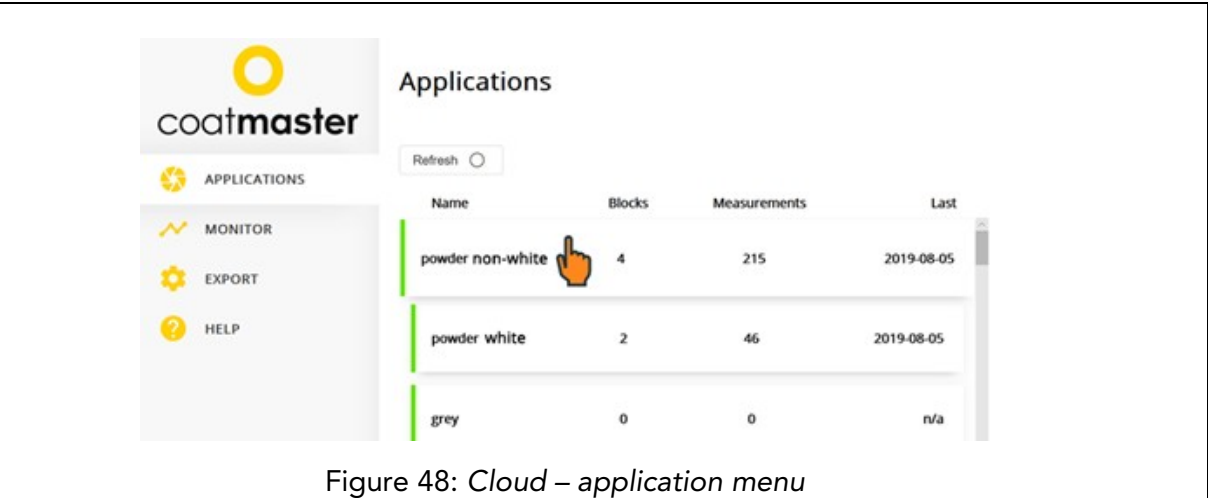 coatmaster
APPLICATIONS
MONITOR
EXPORT
HELP
Applications
Refresh
Name Blocks Measurements Last
powder non-white 4 215 2019-08-05
powder white 2 46 2019-08-05
grey 0 0 n/a
Figure 48: Cloud – application menu